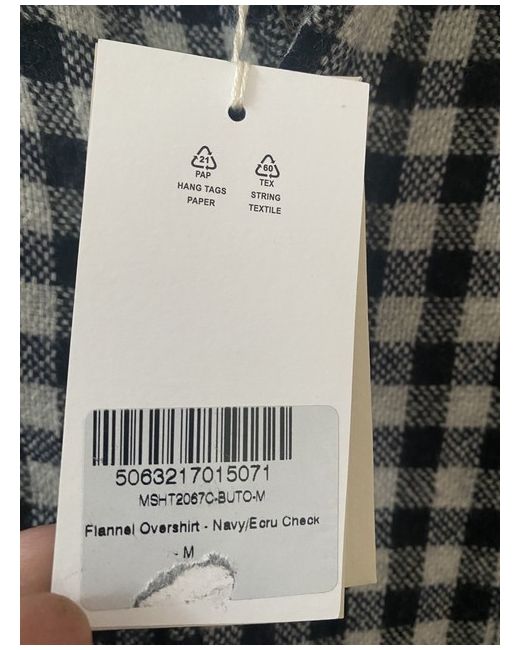 21
PAP
HANG TAGS
PAPER
60
TEX
STRING
TEXTILE
5063217015071
MSHT2067C-BUTO-M
Flannel Overshirt - Navy/Ecru Check
- M